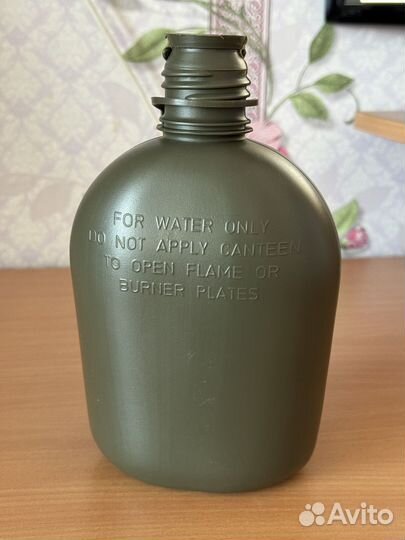 FOR WATER ONLY
DO NOT APPLY CANTEEN
TO OPEN FLAME OR
BURNER PLATES
Avito